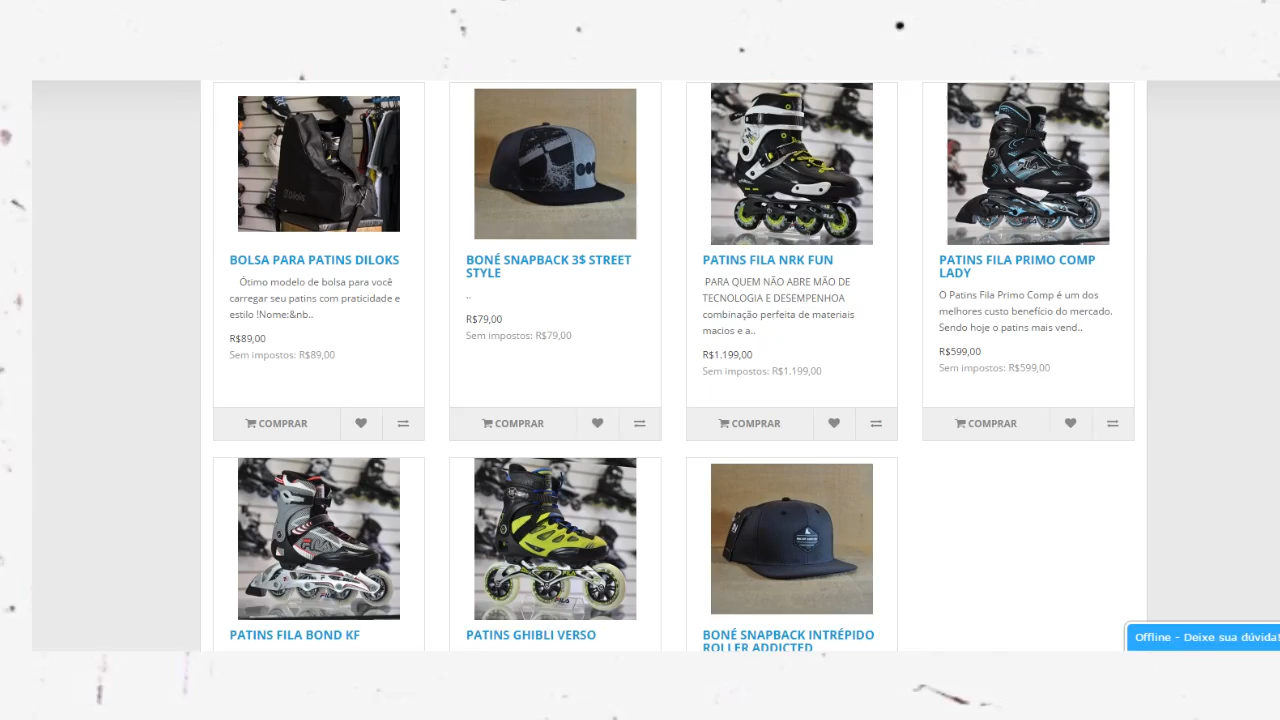 BOLSA PARA PATINS DILOKS
Ótimo modelo de bolsa para você
carregar seu patins com praticidade e
estilo !Nome:&nb..
R$89,00
Sem impostos: R$89,00
COMPRAR
BONÉ SNAPBACK 3$ STREET
STYLE
..
R$79,00
Sem impostos: R$79,00
COMPRAR
PATINS FILA NRK FUN
PARA QUEM NÃO ABRE MÃO DE
TECNOLOGIA E DESEMPENHOA
combinação perfeita de materiais
macios e a..
R$1.199,00
Sem impostos: R$1.199,00
COMPRAR
PATINS FILA PRIMO COMP
LADY
O Patins Fila Primo Comp é um dos
melhores custo benefício do mercado.
Sendo hoje o patins mais vend..
R$599,00
Sem impostos: R$599,00
COMPRAR
FILA
PATINS FILA BOND KF
FILA
PATINS GHIBLI VERSO
BONÉ SNAPBACK INTRÉPIDO
ROLLER ADDICTED
Offline - Deixe sua dúvida!